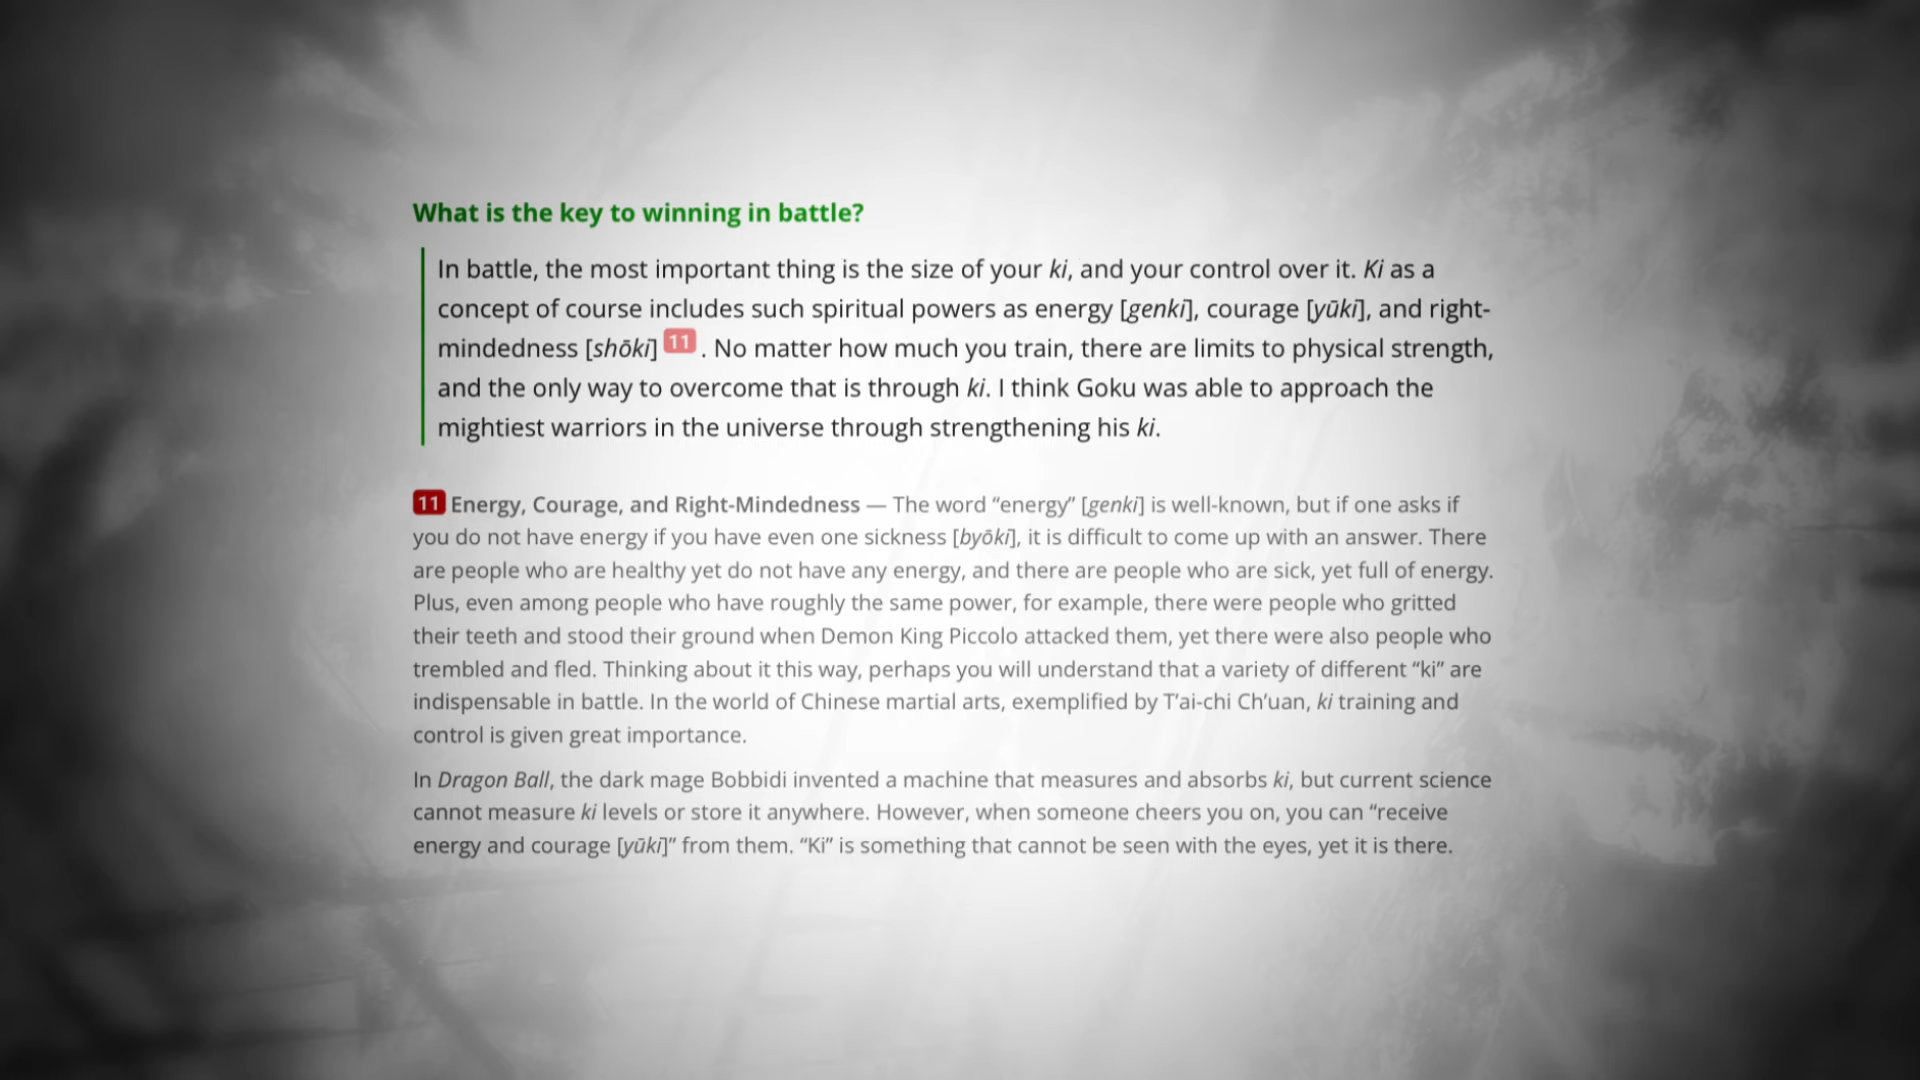 What is the key to winning in battle?
In battle, the most important thing is the size of your ki, and your control over it. Ki as a
concept of course includes such spiritual powers as energy [genki], courage [yūki], and right-
mindedness [shōki] 11 . No matter how much you train, there are limits to physical strength,
and the only way to overcome that is through ki. I think Goku was able to approach the
mightiest warriors in the universe through strengthening his ki.
11 Energy, Courage, and Right-Mindedness — The word “energy” [genki] is well-known, but if one asks if
you do not have energy if you have even one sickness [byōki], it is difficult to come up with an answer. There
are people who are healthy yet do not have any energy, and there are people who are sick, yet full of energy.
Plus, even among people who have roughly the same power, for example, there were people who gritted
their teeth and stood their ground when Demon King Piccolo attacked them, yet there were also people who
trembled and fled. Thinking about it this way, perhaps you will understand that a variety of different “ki” are
indispensable in battle. In the world of Chinese martial arts, exemplified by T’ai-chi Ch’uan, ki training and
control is given great importance.
In Dragon Ball, the dark mage Bobbidi invented a machine that measures and absorbs ki, but current science
cannot measure ki levels or store it anywhere. However, when someone cheers you on, you can “receive
energy and courage [yūki]” from them. “Ki” is something that cannot be seen with the eyes, yet it is there.